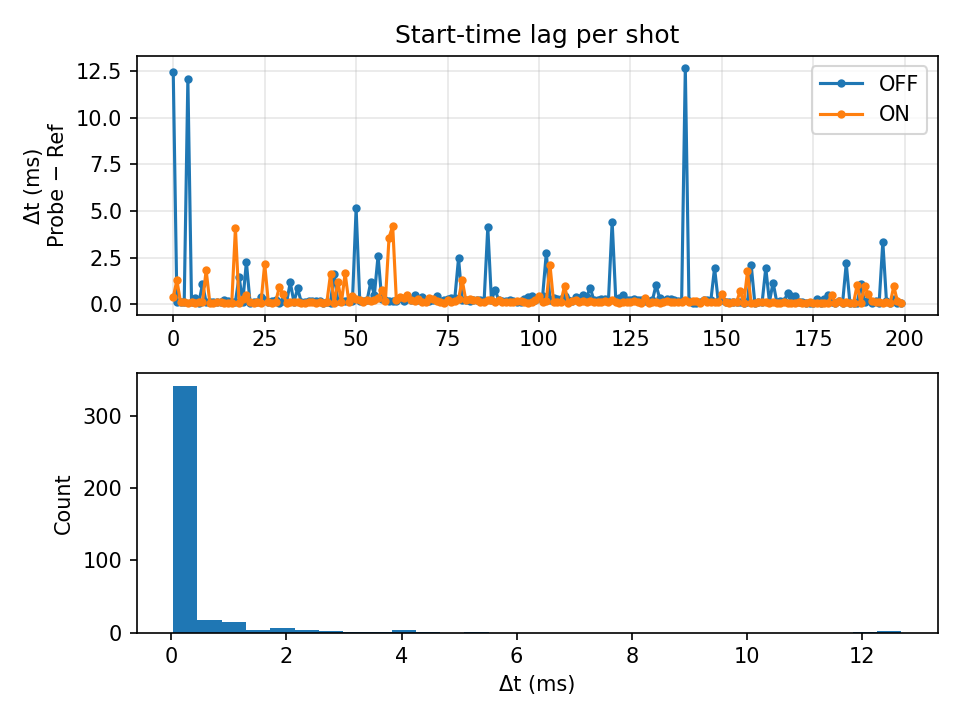 Start-time lag per shot
Δt (ms)
Probe − Ref
12.5
10.0
7.5
5.0
2.5
0.0
OFF
ON
0 25 50 75 100 125 150 175 200
Count
300
200
100
0
0 2 4 6 8 10 12
Δt (ms)